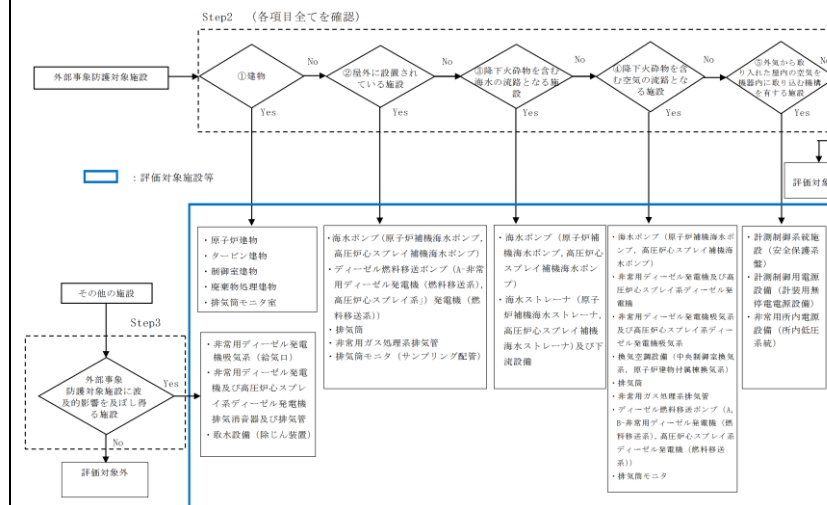 Step2 （各項目全てを確認）
外部事象防護対象施設
①建物
No
②屋外に設置され
ている施設
No
③降下火砕物を含む
海水の流路となる施
設
No
④降下火砕物を含
む空気の流路とな
る施設
No
⑤外気から取
り入れた屋内の空気を
機器内に取り込む機構
を有する施設
No
Yes
Yes
Yes
Yes
Yes
評価対象
：評価対象施設等
・原子炉建物
・タービン建物
・制御室建物
・廃棄物処理建物
・排気筒モニタ室
・海水ポンプ（原子炉補機海水ポンプ,
高圧炉心スプレイ補機海水ポンプ）
・ディーゼル燃料移送ポンプ（A-非常
用ディーゼル発電機（燃料移送系）,
高圧炉心スプレイ系」）発電機（燃
料移送系））
・排気筒
・非常用ガス処理系排気管
・排気筒モニタ（サンプリング配管）
・海水ポンプ（原子炉補
機海水ポンプ, 高圧炉
心スプレイ補機海水ポ
ンプ）
・海水ストレーナ（原子
炉補機海水ストレーナ,
高圧炉心スプレイ補機
海水ストレーナ）及び下
流設備
・海水ポンプ（原子炉補機海水ポ
ンプ, 高圧炉心スプレイ補機海
水ポンプ）
・非常用ディーゼル発電機及び高
圧炉心スプレイ系ディーゼル発
電機
・非常用ディーゼル発電機吸気系
及び高圧炉心スプレイ系ディー
ゼル発電機吸気系
・換気空調設備（中央制御室換気
系, 原子炉建物付属棟換気系）
・排気筒
・非常用ガス処理系排気管
・ディーゼル燃料移送ポンプ（A,
B-非常用ディーゼル発電機（燃
料移送系）, 高圧炉心スプレイ系
ディーゼル発電機（燃料移送
系））
・排気筒モニタ
・計測制御系統施
設（安全保護系
盤）
・計測制御用電源
設備（計装用無
停電電源設備）
・非常用所内電源
設備（所内低圧
系統）
その他の施設
Step3
外部事象
防護対象施設に波
及的影響を及ぼし得
る施設
Yes
No
評価対象外
・非常用ディーゼル発電
機吸気系（給気口）
・非常用ディーゼル発電
機及び高圧炉心スプレ
イ系ディーゼル発電機
排気消音器及び排気管
・取水設備（除じん装置）